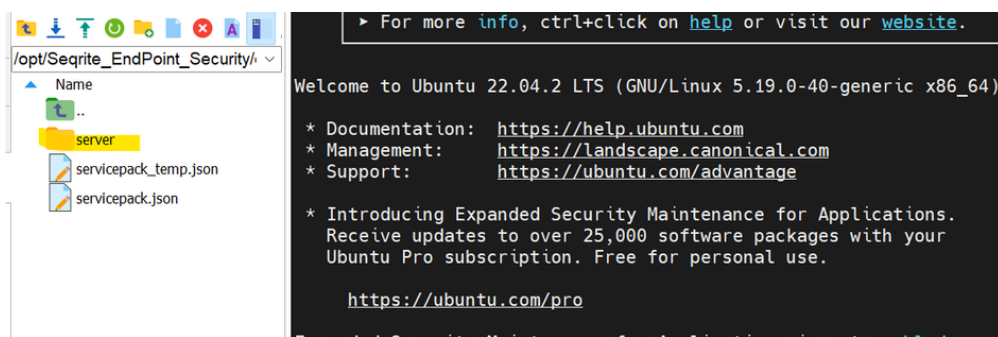 ➤ For more info, ctrl+click on help or visit our website.
/opt/Seqrite_EndPoint_Security/
Name
..
server
servicepack_temp.json
servicepack.json
Welcome to Ubuntu 22.04.2 LTS (GNU/Linux 5.19.0-40-generic x86_64)
* Documentation: https://help.ubuntu.com
* Management: https://landscape.canonical.com
* Support: https://ubuntu.com/advantage
* Introducing Expanded Security Maintenance for Applications.
Receive updates to over 25,000 software packages with your
Ubuntu Pro subscription. Free for personal use.
https://ubuntu.com/pro